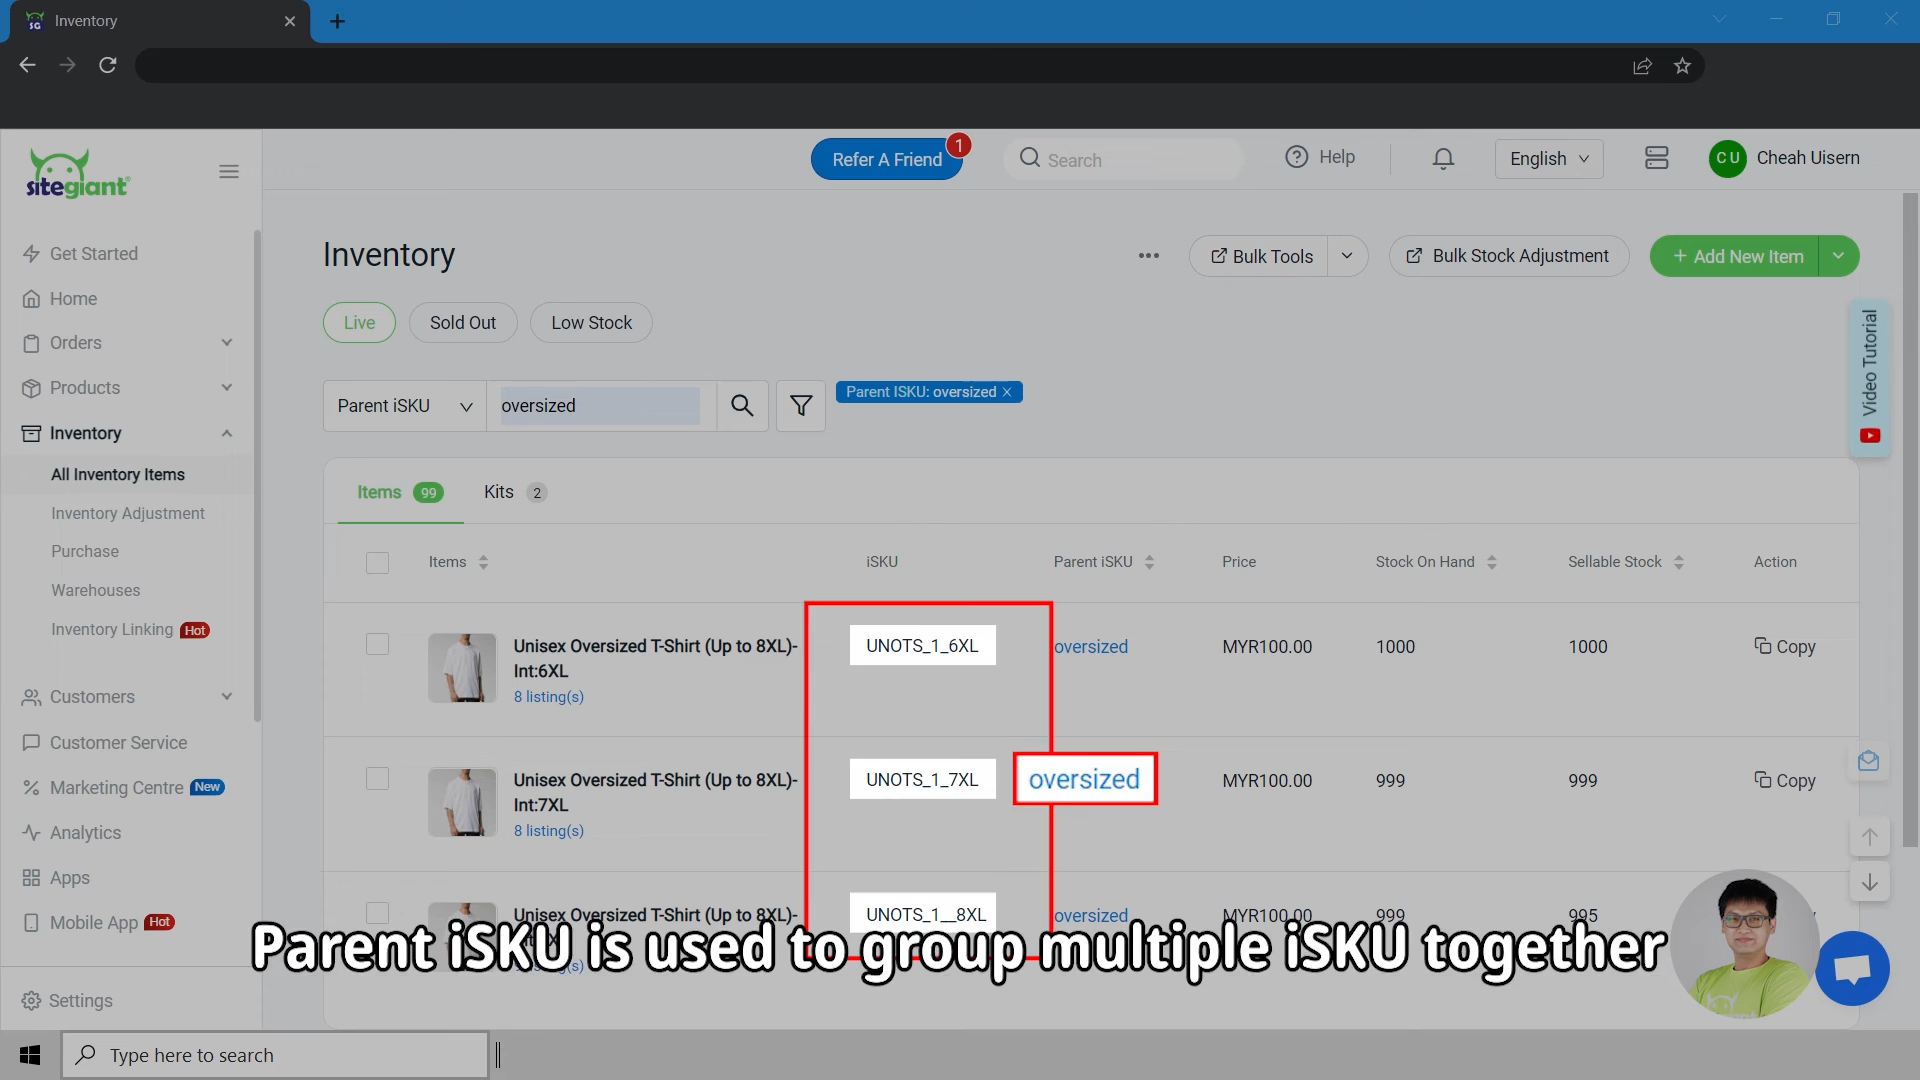 SG Inventory
sitegiant
Refer A Friend 1
Search
Help
English
CU Cheah Uisern
Get Started
Home
Orders
Products
Inventory
All Inventory Items
Inventory Adjustment
Purchase
Warehouses
Inventory Linking Hot
Customers
Customer Service
Marketing Centre New
Analytics
Apps
Mobile App Hot
Settings
Inventory
Bulk Tools
Bulk Stock Adjustment
+ Add New Item
Live Sold Out Low Stock
Parent iSKU oversized
Parent ISKU: oversized ×
Video Tutorial
Items 99 Kits 2
Items iSKU Parent iSKU Price Stock On Hand Sellable Stock Action
Unisex Oversized T-Shirt (Up to 8XL)-
Int:6XL
8 listing(s)
UNOTS_1_6XL oversized MYR100.00 1000 1000 Copy
Unisex Oversized T-Shirt (Up to 8XL)-
Int:7XL
8 listing(s)
UNOTS_1_7XL oversized MYR100.00 999 999 Copy
Unisex Oversized T-Shirt (Up to 8XL)-
UNOTS_1__8XL oversized MYR100.00 999 995
Parent iSKU is used to group multiple iSKU together
Type here to search